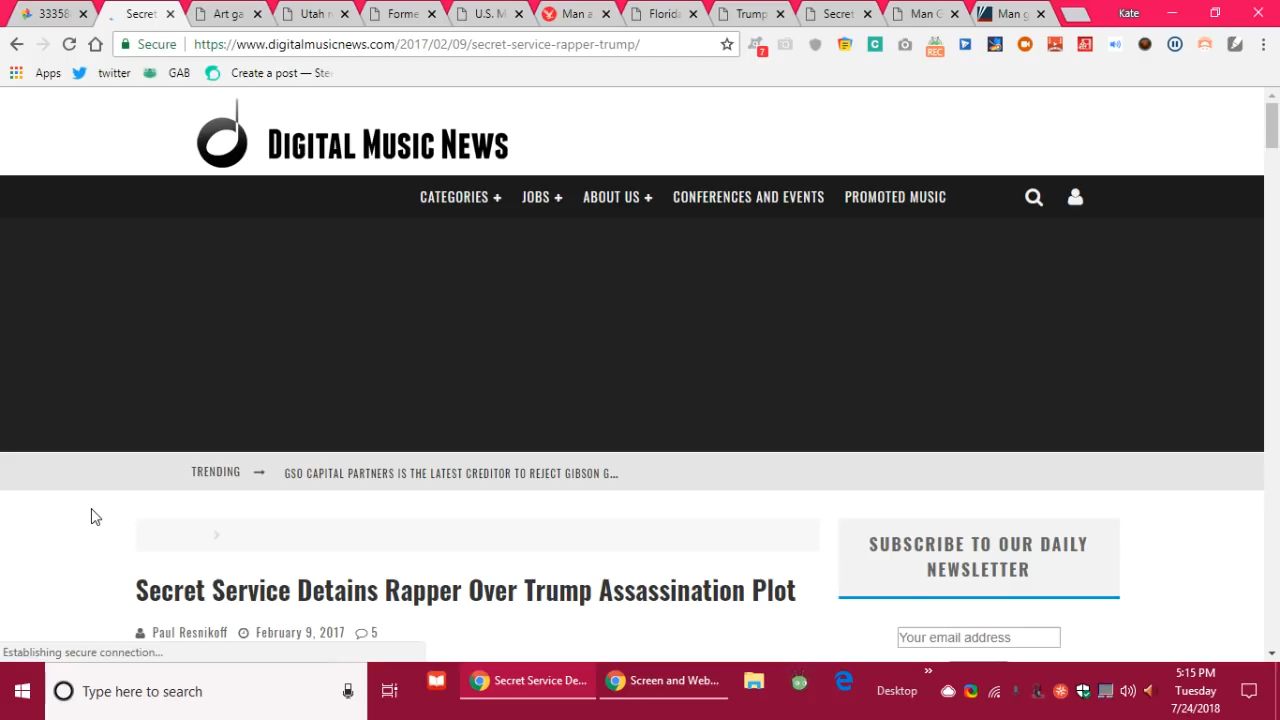 33358
Secret
Art ga
Utah r
Forme
U.S. M
Man a
Florida
Trump
Secret
Man G
Man g
Kate
Secure
https://www.digitalmusicnews.com/2017/02/09/secret-service-rapper-trump/
7
REC
Apps
twitter
GAB
Create a post — Ste
DIGITAL MUSIC NEWS
CATEGORIES + JOBS + ABOUT US + CONFERENCES AND EVENTS PROMOTED MUSIC
TRENDING → GSO CAPITAL PARTNERS IS THE LATEST CREDITOR TO REJECT GIBSON G...
SUBSCRIBE TO OUR DAILY
NEWSLETTER
Secret Service Detains Rapper Over Trump Assassination Plot
Paul Resnikoff February 9, 2017 5
Your email address
Establishing secure connection...
Type here to search
Secret Service De...
Screen and Web...
Desktop
5:15 PM
Tuesday
7/24/2018